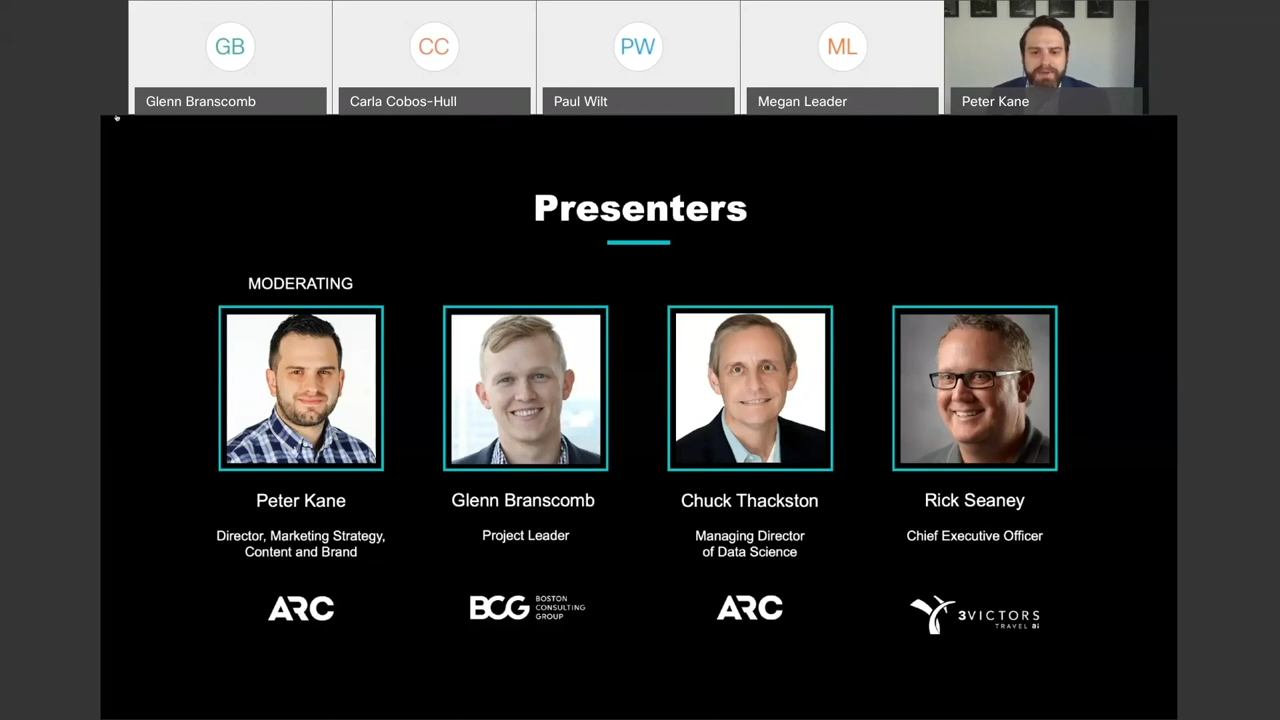 GB
CC
PW
ML
Glenn Branscomb
Carla Cobos-Hull
Paul Wilt
Megan Leader
Peter Kane
Presenters
MODERATING
Peter Kane
Director, Marketing Strategy,
Content and Brand
ARC
Glenn Branscomb
Project Leader
BCG
BOSTON
CONSULTING
GROUP
Chuck Thackston
Managing Director
of Data Science
ARC
Rick Seaney
Chief Executive Officer
3VICTORS
TRAVEL ai